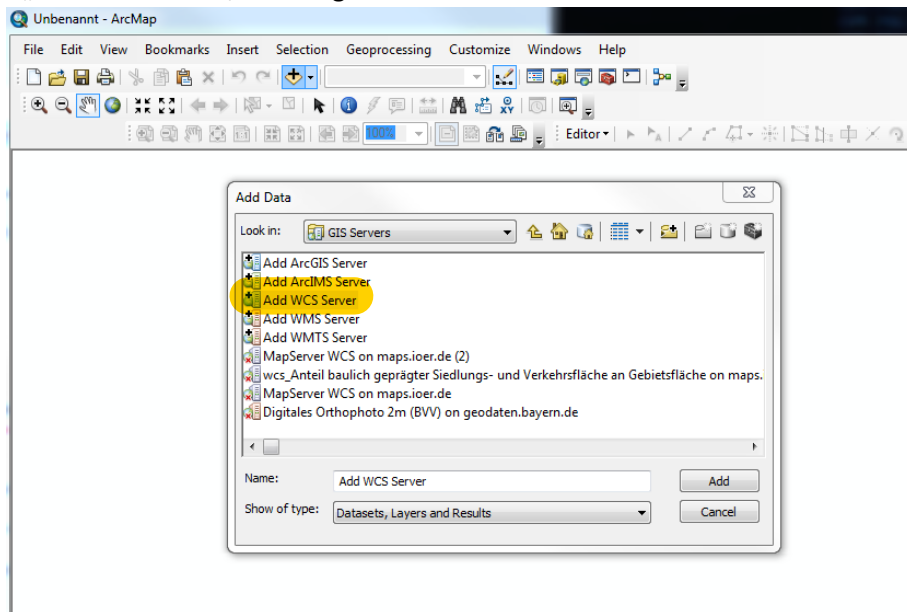 Unbenannt - ArcMap
File Edit View Bookmarks Insert Selection Geoprocessing Customize Windows Help
100%
Editor
Add Data
Look in: GIS Servers
Add ArcGIS Server
Add ArcIMS Server
Add WCS Server
Add WMS Server
Add WMTS Server
MapServer WCS on maps.ioer.de (2)
wcs_Anteil baulich geprägter Siedlungs- und Verkehrsfläche an Gebietsfläche on maps.
MapServer WCS on maps.ioer.de
Digitales Orthophoto 2m (BVV) on geodaten.bayern.de
Name: Add WCS Server Add
Show of type: Datasets, Layers and Results Cancel